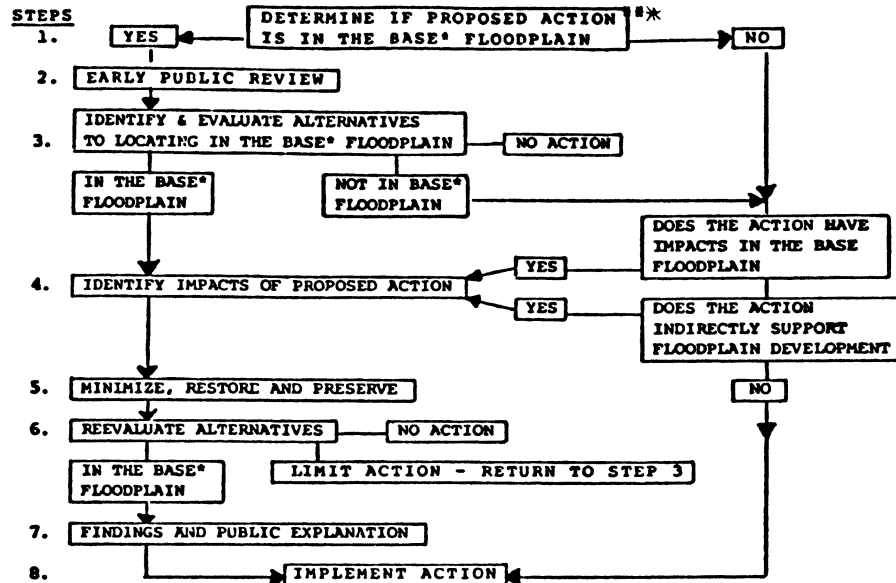 STEPS
1.
YES
DETERMINE IF PROPOSED ACTION**
IS IN THE BASE* FLOODPLAIN
NO
2. EARLY PUBLIC REVIEW
3.
IDENTIFY & EVALUATE ALTERNATIVES
TO LOCATING IN THE BASE* FLOODPLAIN
NO ACTION
IN THE BASE*
FLOODPLAIN
NOT IN BASE*
FLOODPLAIN
DOES THE ACTION HAVE
IMPACTS IN THE BASE
FLOODPLAIN
YES
4. IDENTIFY IMPACTS OF PROPOSED ACTION
YES
DOES THE ACTION
INDIRECTLY SUPPORT
FLOODPLAIN DEVELOPMENT
5. MINIMIZE, RESTORE AND PRESERVE
NO
6. REEVALUATE ALTERNATIVES
NO ACTION
IN THE BASE*
FLOODPLAIN
LIMIT ACTION - RETURN TO STEP 3
7. FINDINGS AND PUBLIC EXPLANATION
8. IMPLEMENT ACTION